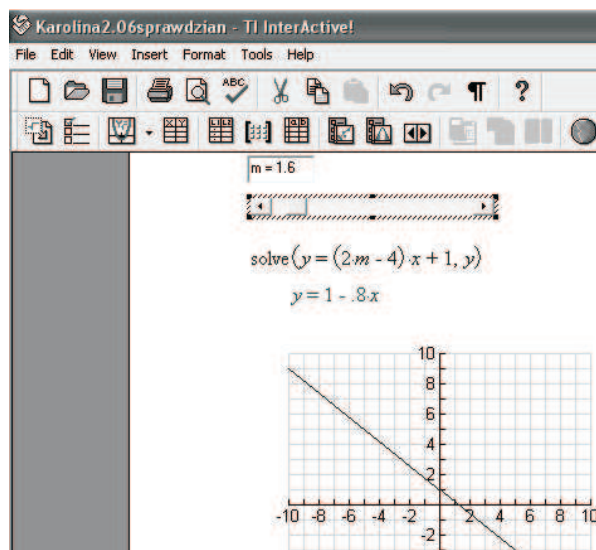 Karolina2.06sprawdzian - TI InterActive!
File Edit View Insert Format Tools Help
ABC
m = 1.6
solve(y = (2·m - 4)·x + 1, y)
y = 1 - .8·x
10
8
6
4
2
-10 -8 -6 -4 -2 2 4 6 8 10
-2